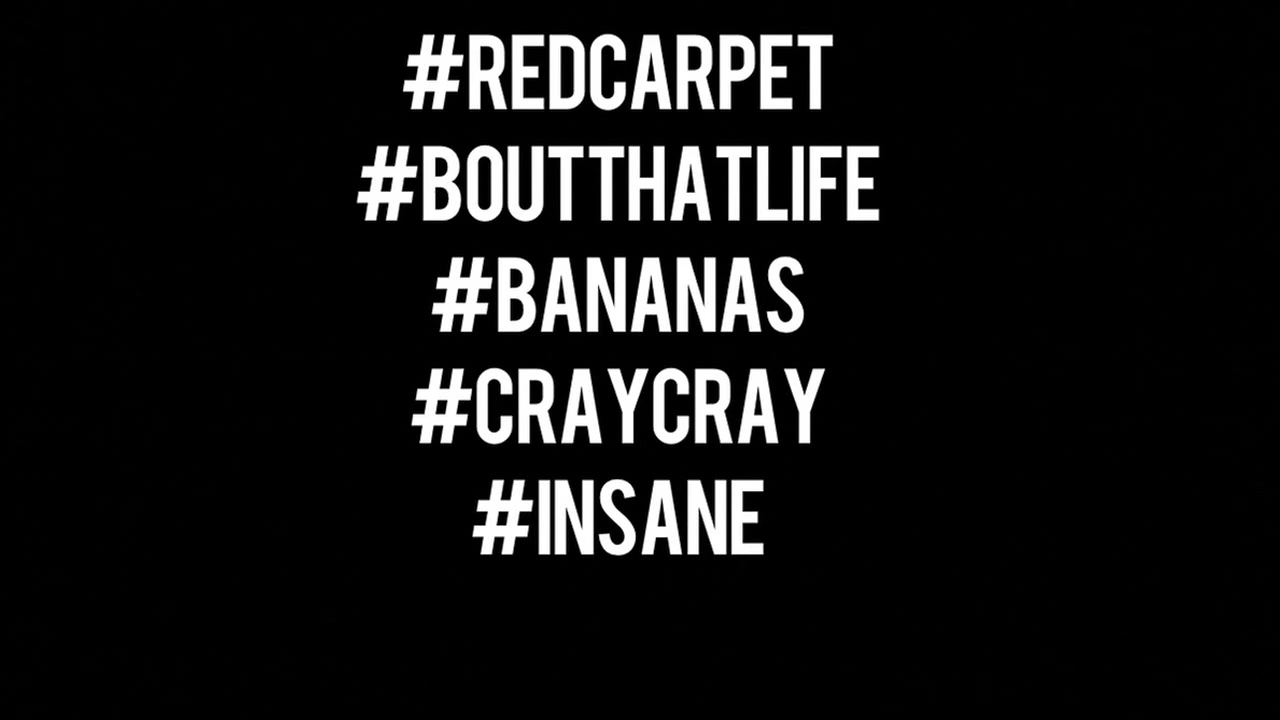 #REDCARPET
#BOUTTHATLIFE
#BANANAS
#CRAYCRAY
#INSANE